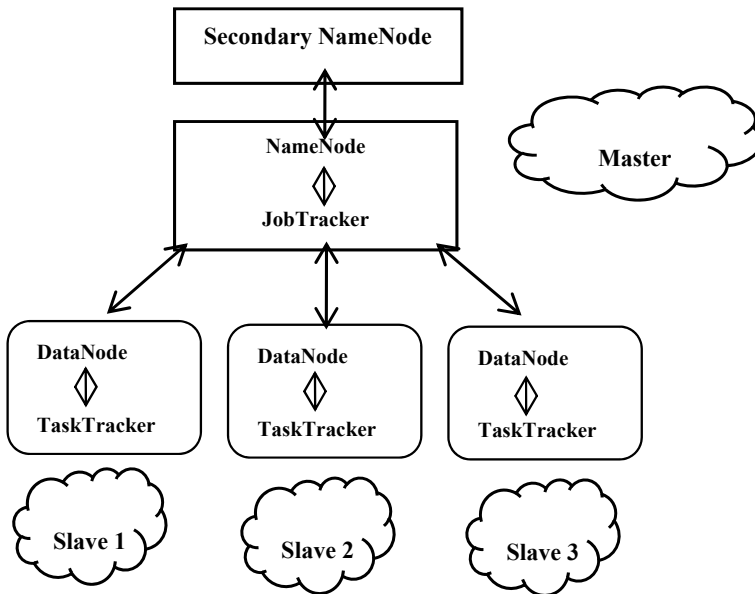 Secondary NameNode
NameNode
JobTracker
Master
DataNode
TaskTracker
DataNode
TaskTracker
DataNode
TaskTracker
Slave 1
Slave 2
Slave 3